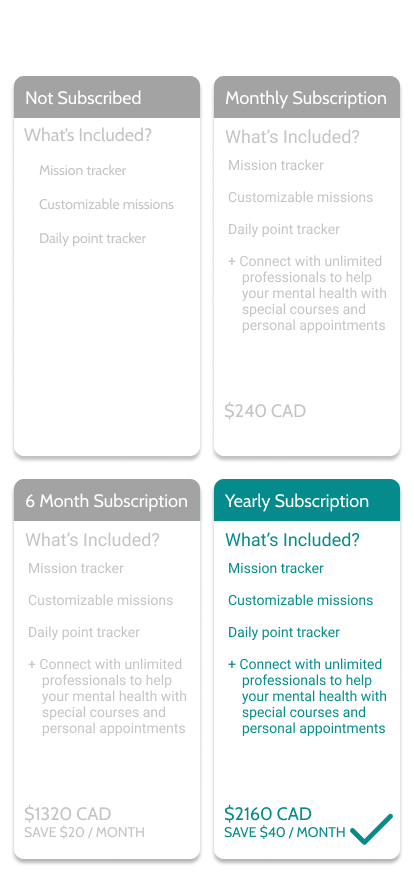 Not Subscribed
What's Included?
Mission tracker
Customizable missions
Daily point tracker
Monthly Subscription
What's Included?
Mission tracker
Customizable missions
Daily point tracker
+ Connect with unlimited
professionals to help
your mental health with
special courses and
personal appointments
$240 CAD
6 Month Subscription
What's Included?
Mission tracker
Customizable missions
Daily point tracker
+ Connect with unlimited
professionals to help
your mental health with
special courses and
personal appointments
$1320 CAD
SAVE $20 / MONTH
Yearly Subscription
What's Included?
Mission tracker
Customizable missions
Daily point tracker
+ Connect with unlimited
professionals to help
your mental health with
special courses and
personal appointments
$2160 CAD
SAVE $40 / MONTH